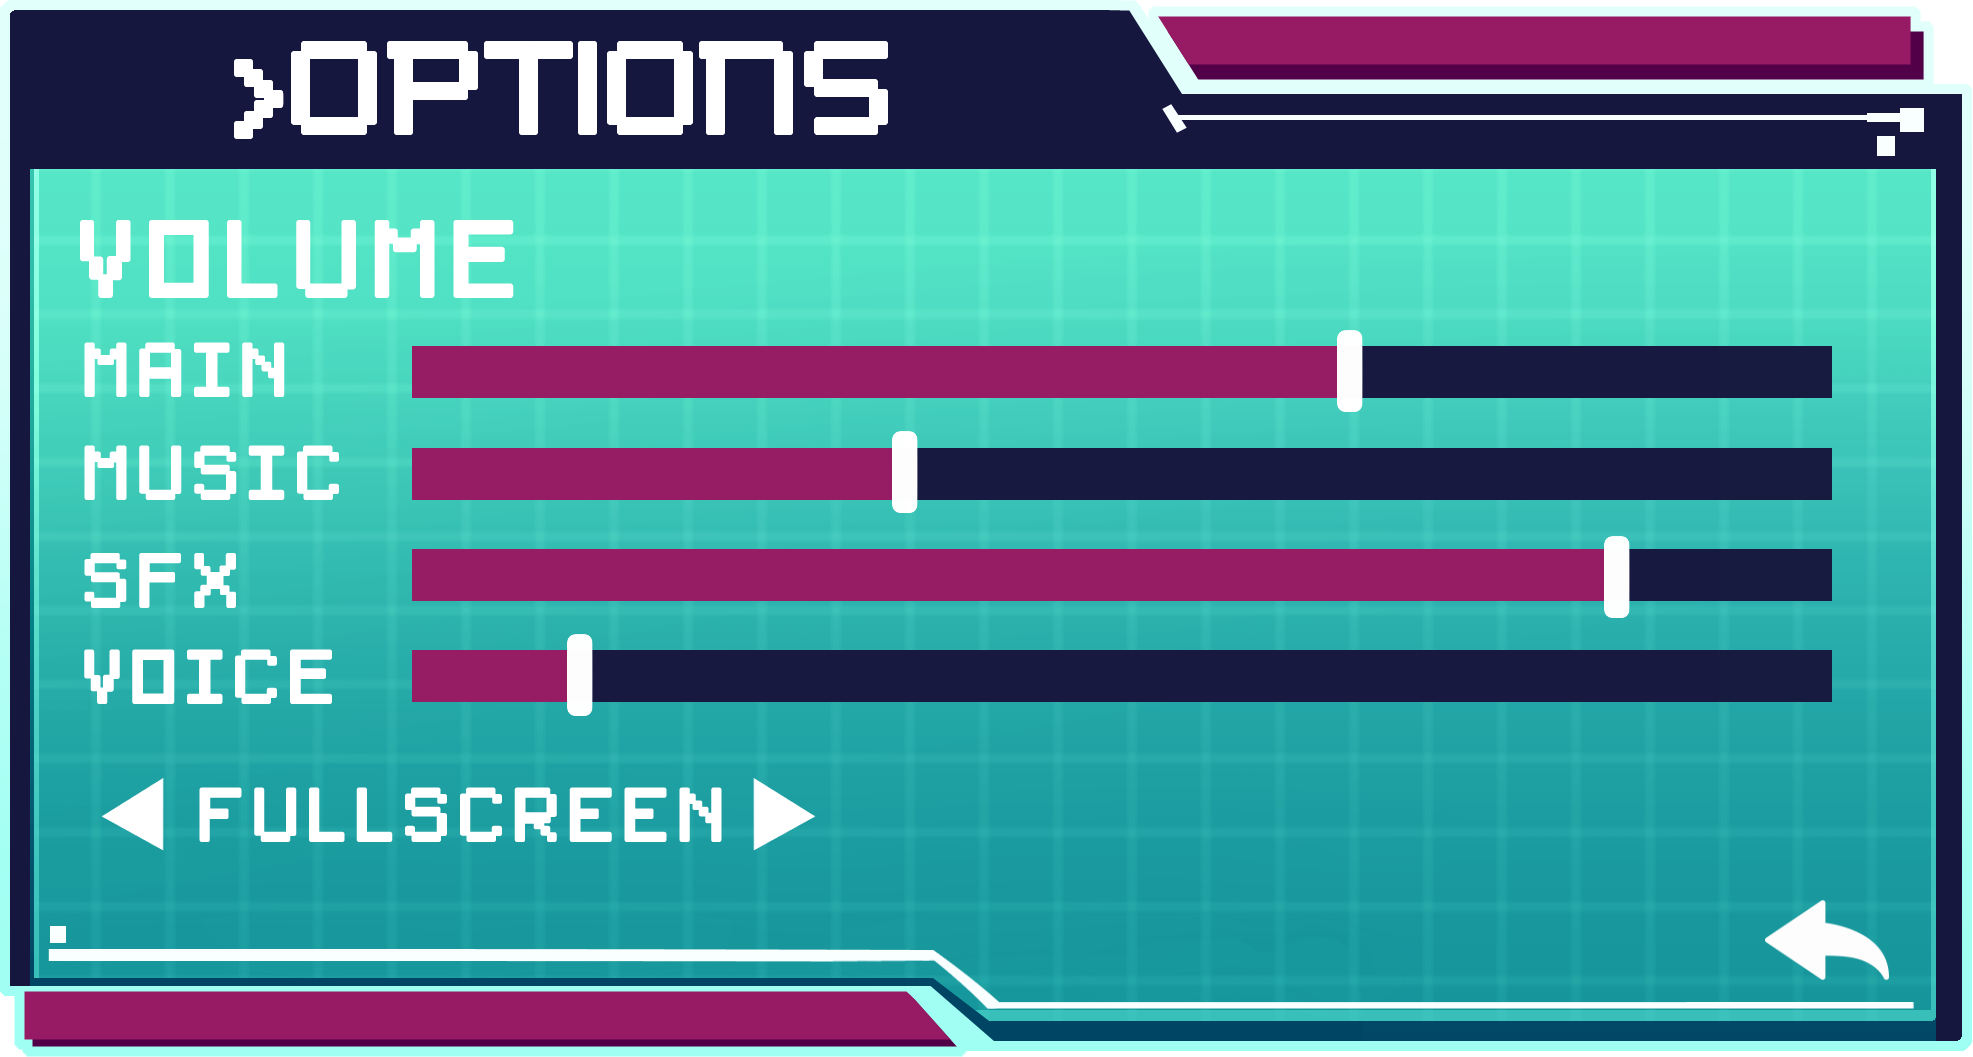 >OPTIONS
VOLUME
MAIN
MUSIC
SFX
VOICE
FULLSCREEN